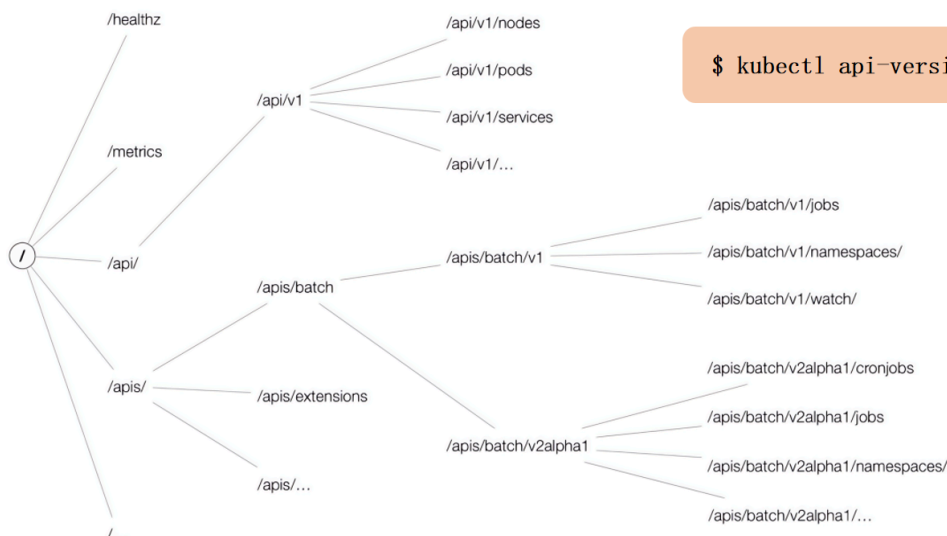 /healthz
/metrics
/
/api/
/apis/
/...
/api/v1
/apis/batch
/apis/extensions
/apis/...
/api/v1/nodes
/api/v1/pods
/api/v1/services
/api/v1/...
/apis/batch/v1
/apis/batch/v2alpha1
$ kubectl api-versi
/apis/batch/v1/jobs
/apis/batch/v1/namespaces/
/apis/batch/v1/watch/
/apis/batch/v2alpha1/cronjobs
/apis/batch/v2alpha1/jobs
/apis/batch/v2alpha1/namespaces/
/apis/batch/v2alpha1/...